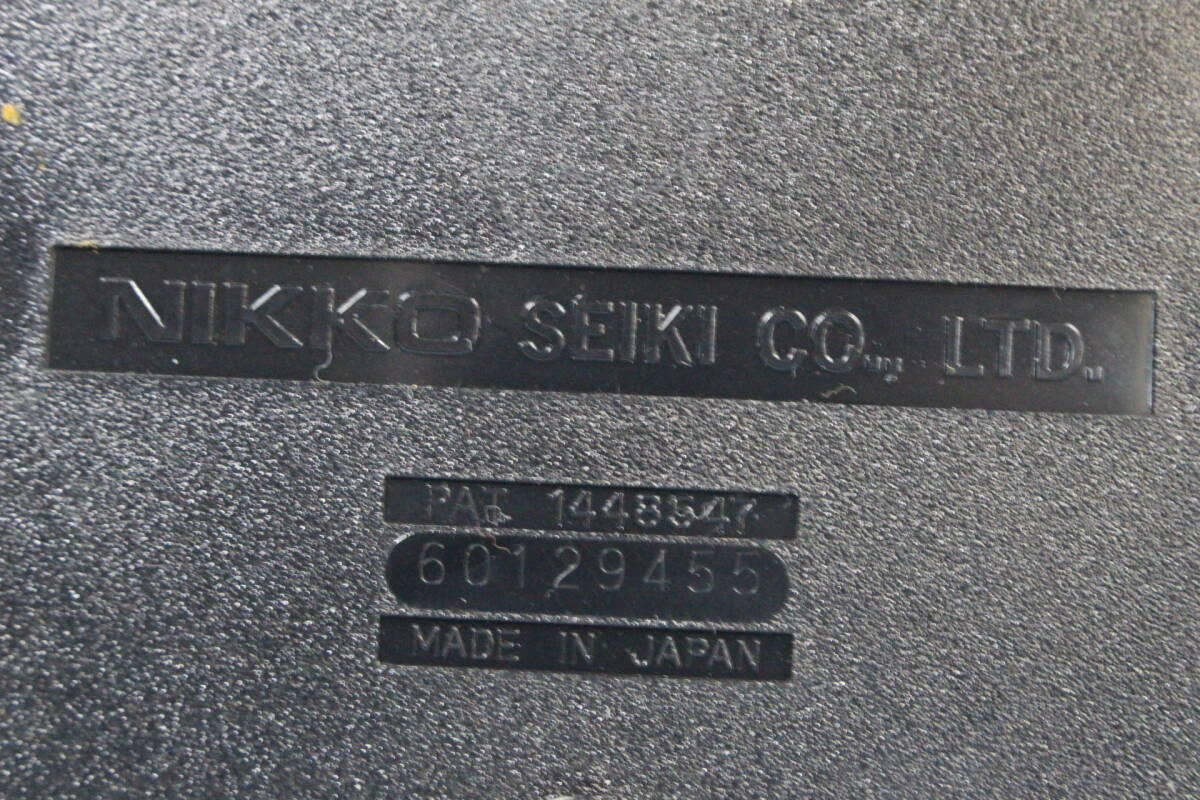 NIKKO SEIKI CO., LTD.
PAT. 1448547
60129455
MADE IN JAPAN